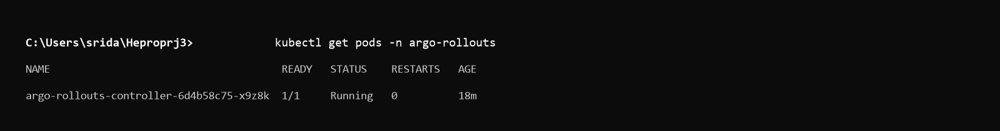 C:\Users\srida\Heproprj3> kubectl get pods -n argo-rollouts
NAME READY STATUS RESTARTS AGE
argo-rollouts-controller-6d4b58c75-x9z8k 1/1 Running 0 18m